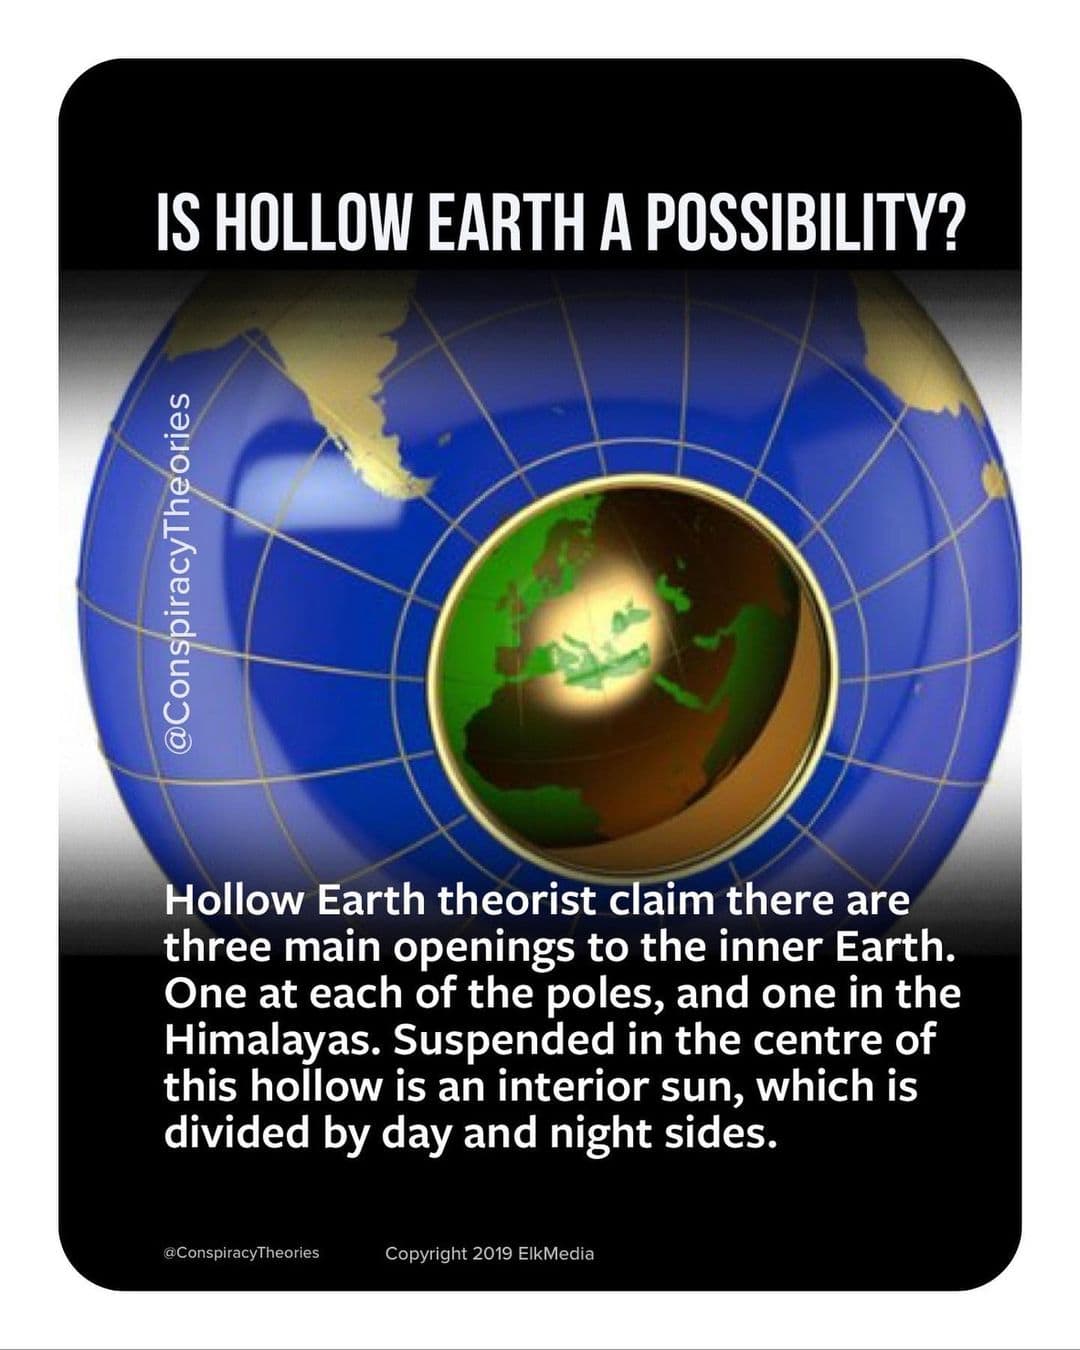 IS HOLLOW EARTH A POSSIBILITY?
@ConspiracyTheories
Hollow Earth theorist claim there are
three main openings to the inner Earth.
One at each of the poles, and one in the
Himalayas. Suspended in the centre of
this hollow is an interior sun, which is
divided by day and night sides.
@ConspiracyTheories
Copyright 2019 ElkMedia